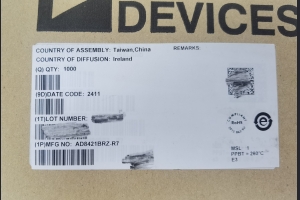 DEVICES
COUNTRY OF ASSEMBLY: Taiwan,China
REMARKS:
COUNTRY OF DIFFUSION: Ireland
(Q) QTY: 1000
(9D)DATE CODE: 2411
(1T)LOT NUMBER:
(1P)MFG NO: AD8421BRZ-R7
MSL 1
PPBT = 260°C
E3